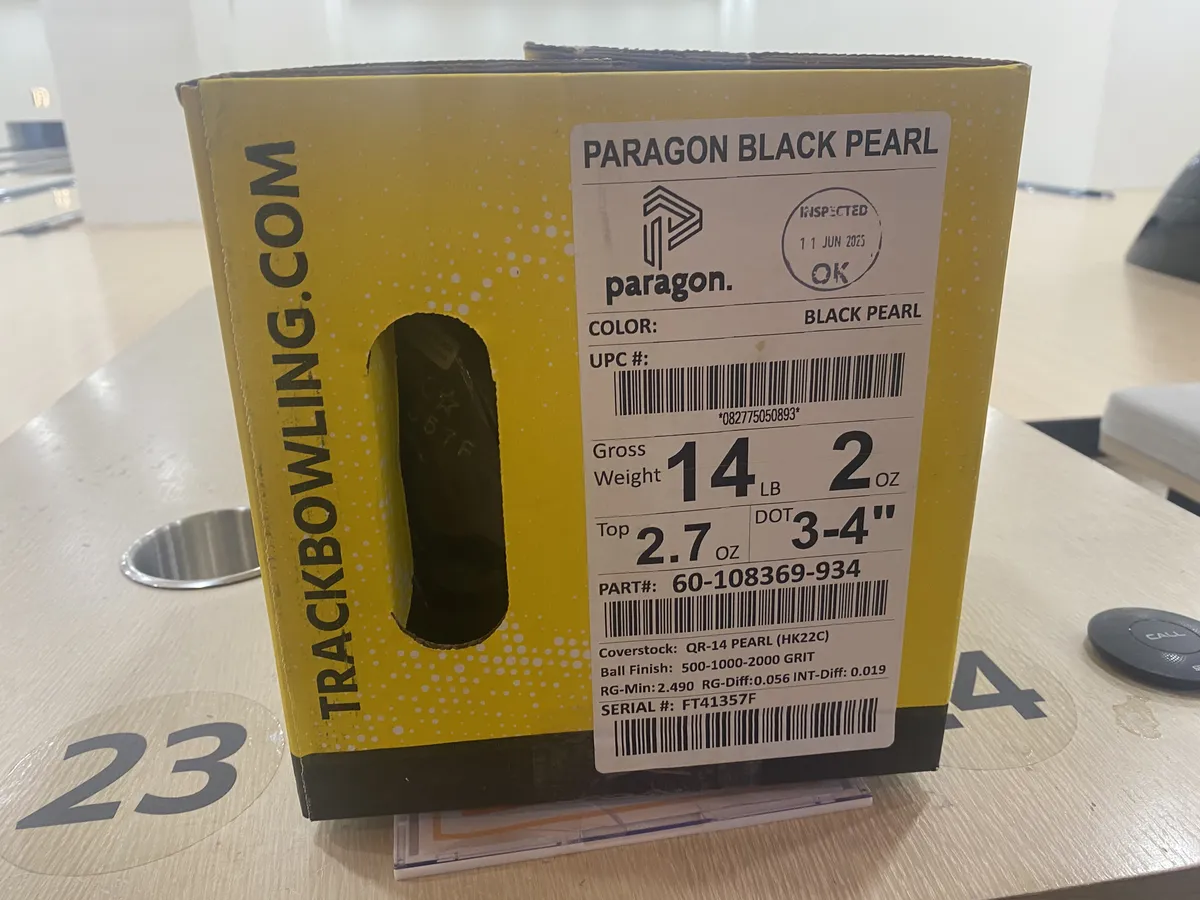 TRACKBOWLING.COM
PARAGON BLACK PEARL
paragon.
INSPECTED
11 JUN 2025
OK
COLOR: BLACK PEARL
UPC #:
*082775050893*
Gross Weight 14 LB 2 OZ
Top 2.7 OZ DOT 3-4"
PART#: 60-108369-934
Coverstock: QR-14 PEARL (HK22C)
Ball Finish: 500-1000-2000 GRIT
RG-Min: 2.490 RG-Diff: 0.056 INT-Diff: 0.019
SERIAL #: FT41357F
23
CALL